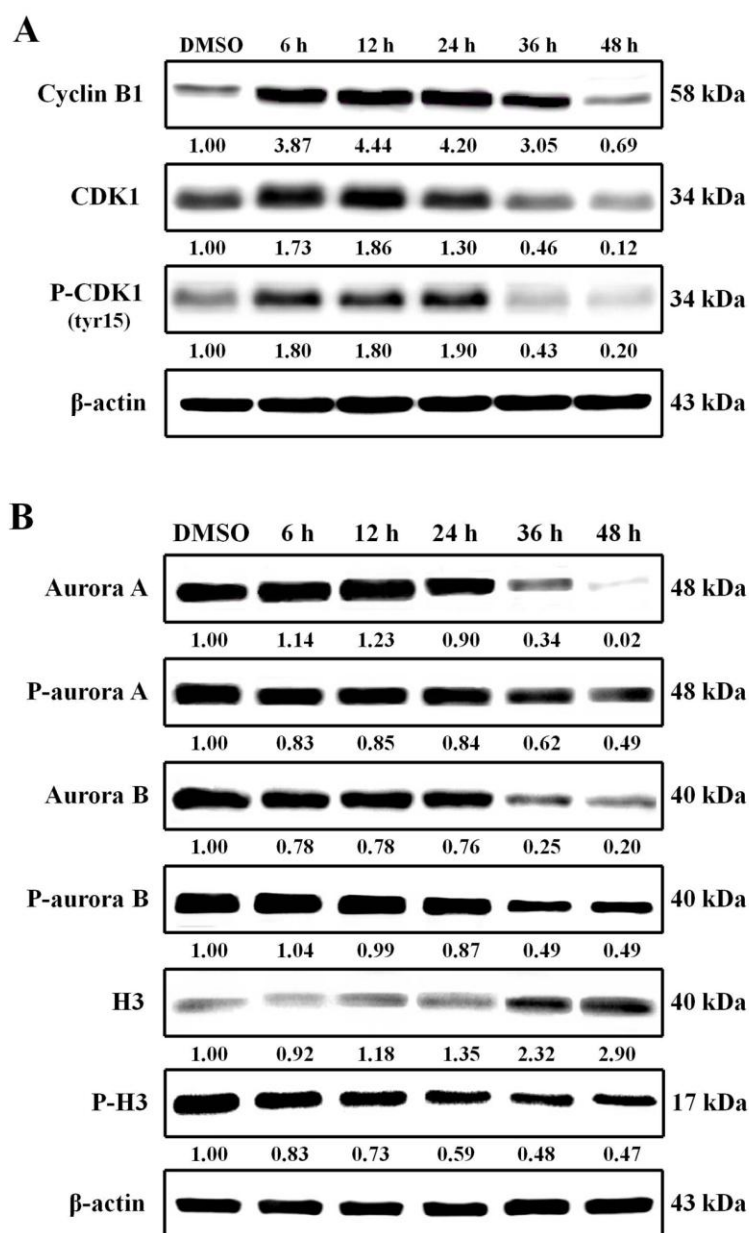 A
DMSO 6 h 12 h 24 h 36 h 48 h
Cyclin B1 58 kDa
1.00 3.87 4.44 4.20 3.05 0.69
CDK1 34 kDa
1.00 1.73 1.86 1.30 0.46 0.12
P-CDK1 34 kDa
(tyr15)
1.00 1.80 1.80 1.90 0.43 0.20
β-actin 43 kDa
B
DMSO 6 h 12 h 24 h 36 h 48 h
Aurora A 48 kDa
1.00 1.14 1.23 0.90 0.34 0.02
P-aurora A 48 kDa
1.00 0.83 0.85 0.84 0.62 0.49
Aurora B 40 kDa
1.00 0.78 0.78 0.76 0.25 0.20
P-aurora B 40 kDa
1.00 1.04 0.99 0.87 0.49 0.49
H3 40 kDa
1.00 0.92 1.18 1.35 2.32 2.90
P-H3 17 kDa
1.00 0.83 0.73 0.59 0.48 0.47
β-actin 43 kDa